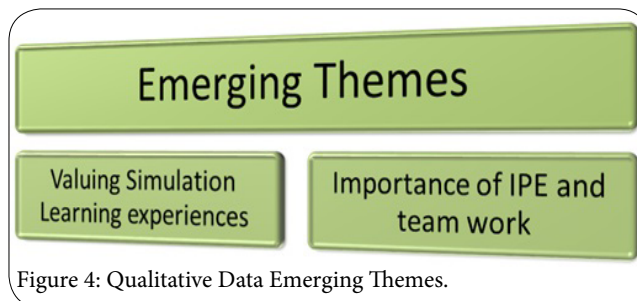 Emerging Themes
Valuing Simulation
Learning experiences
Importance of IPE and
team work
Figure 4: Qualitative Data Emerging Themes.